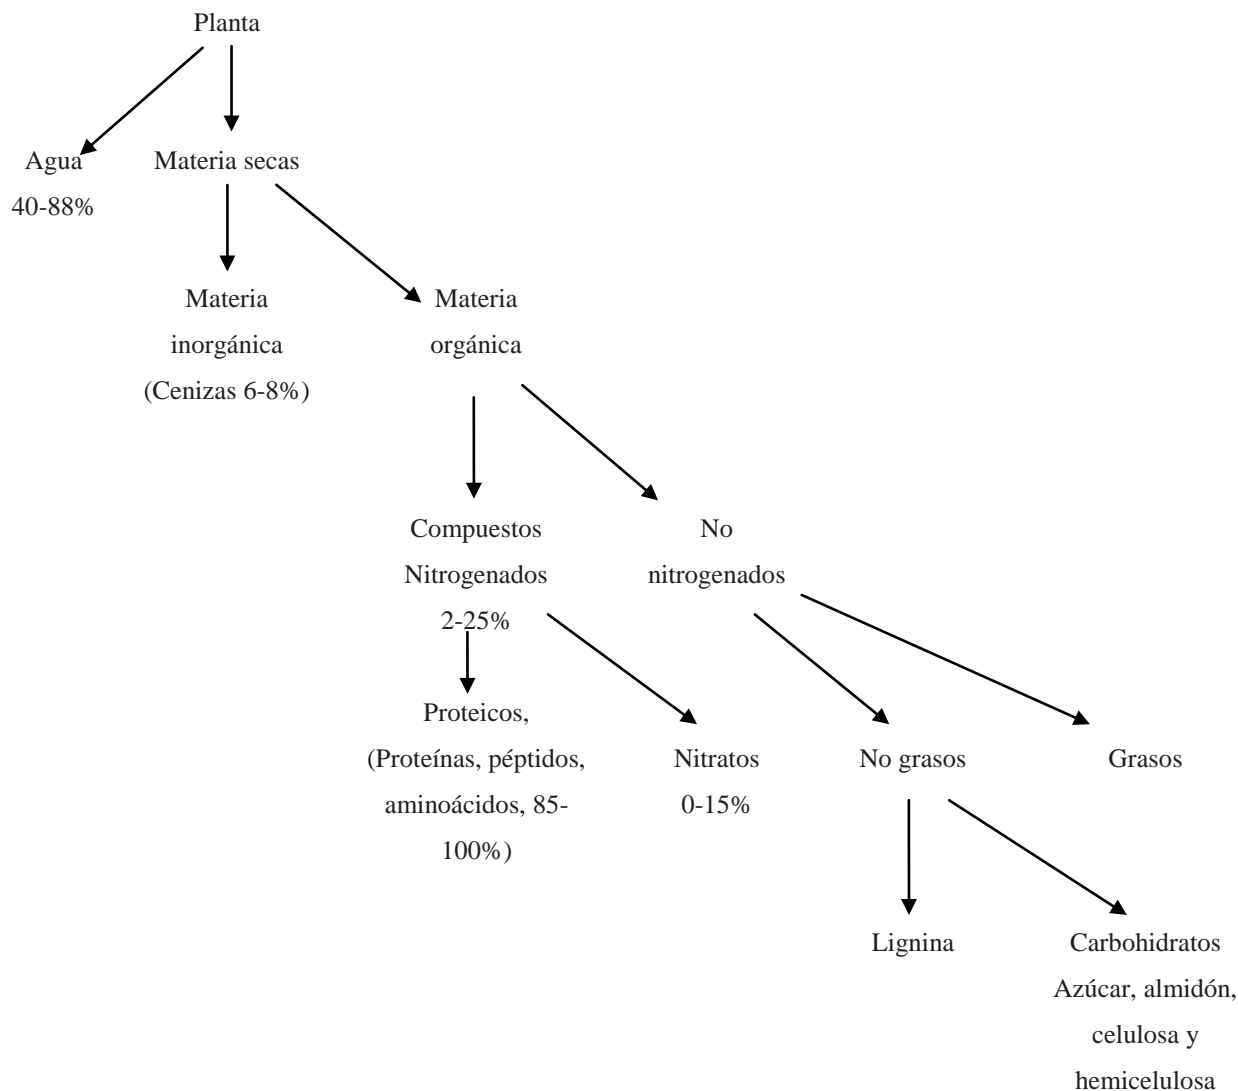 Planta
Agua
40-88%
Materia secas
Materia
inorgánica
(Cenizas 6-8%)
Materia
orgánica
Compuestos
Nitrogenados
2-25%
No
nitrogenados
Proteicos,
(Proteínas, péptidos,
aminoácidos, 85-
100%)
Nitratos
0-15%
No grasos
Grasos
Lignina
Carbohidratos
Azúcar, almidón,
celulosa y
hemicelulosa